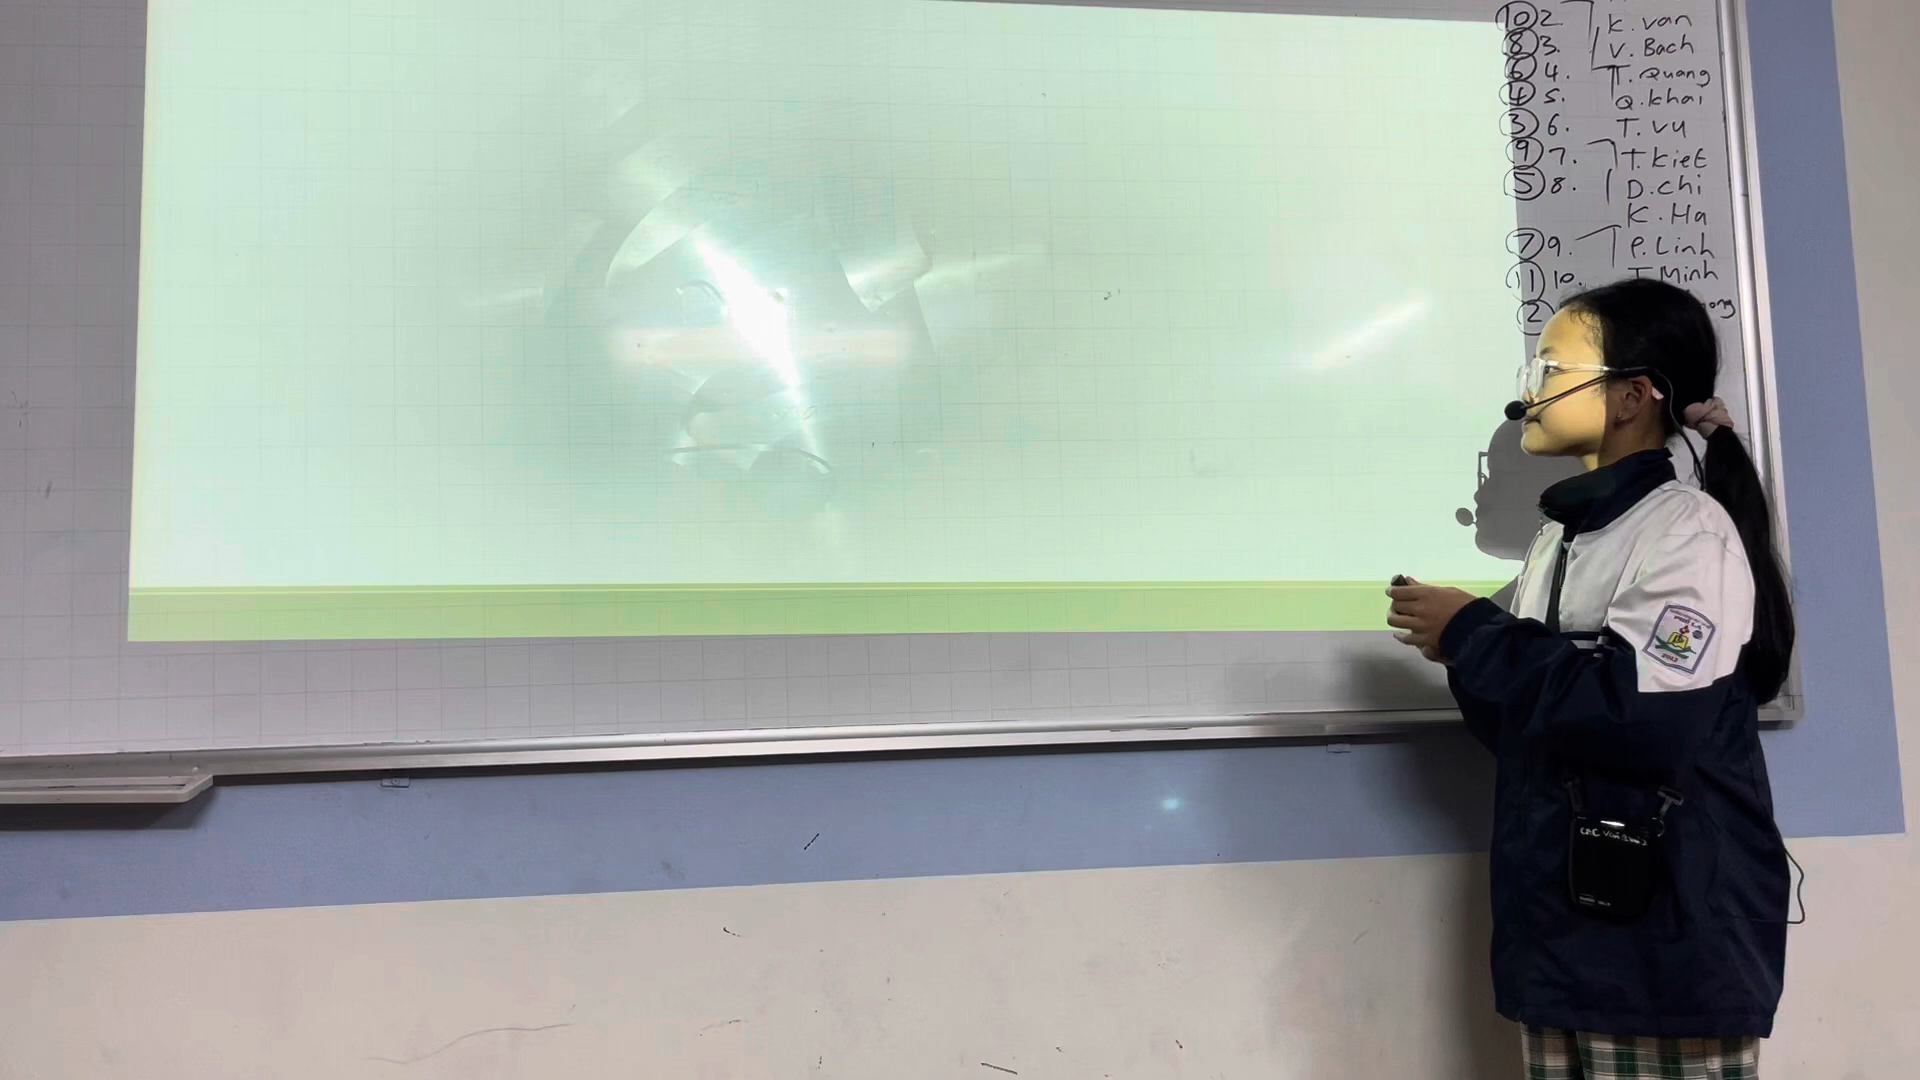 ⑩ 2. K. Van
⑧ 3. V. Bach
⑥ 4. T. Quang
④ 5. Q. Khai
③ 6. T. Vu
⑨ 7. T. Kiet
⑤ 8. D. Chi
K. Ha
⑦ 9. P. Linh
⑪ 10. T. Minh
②
2012